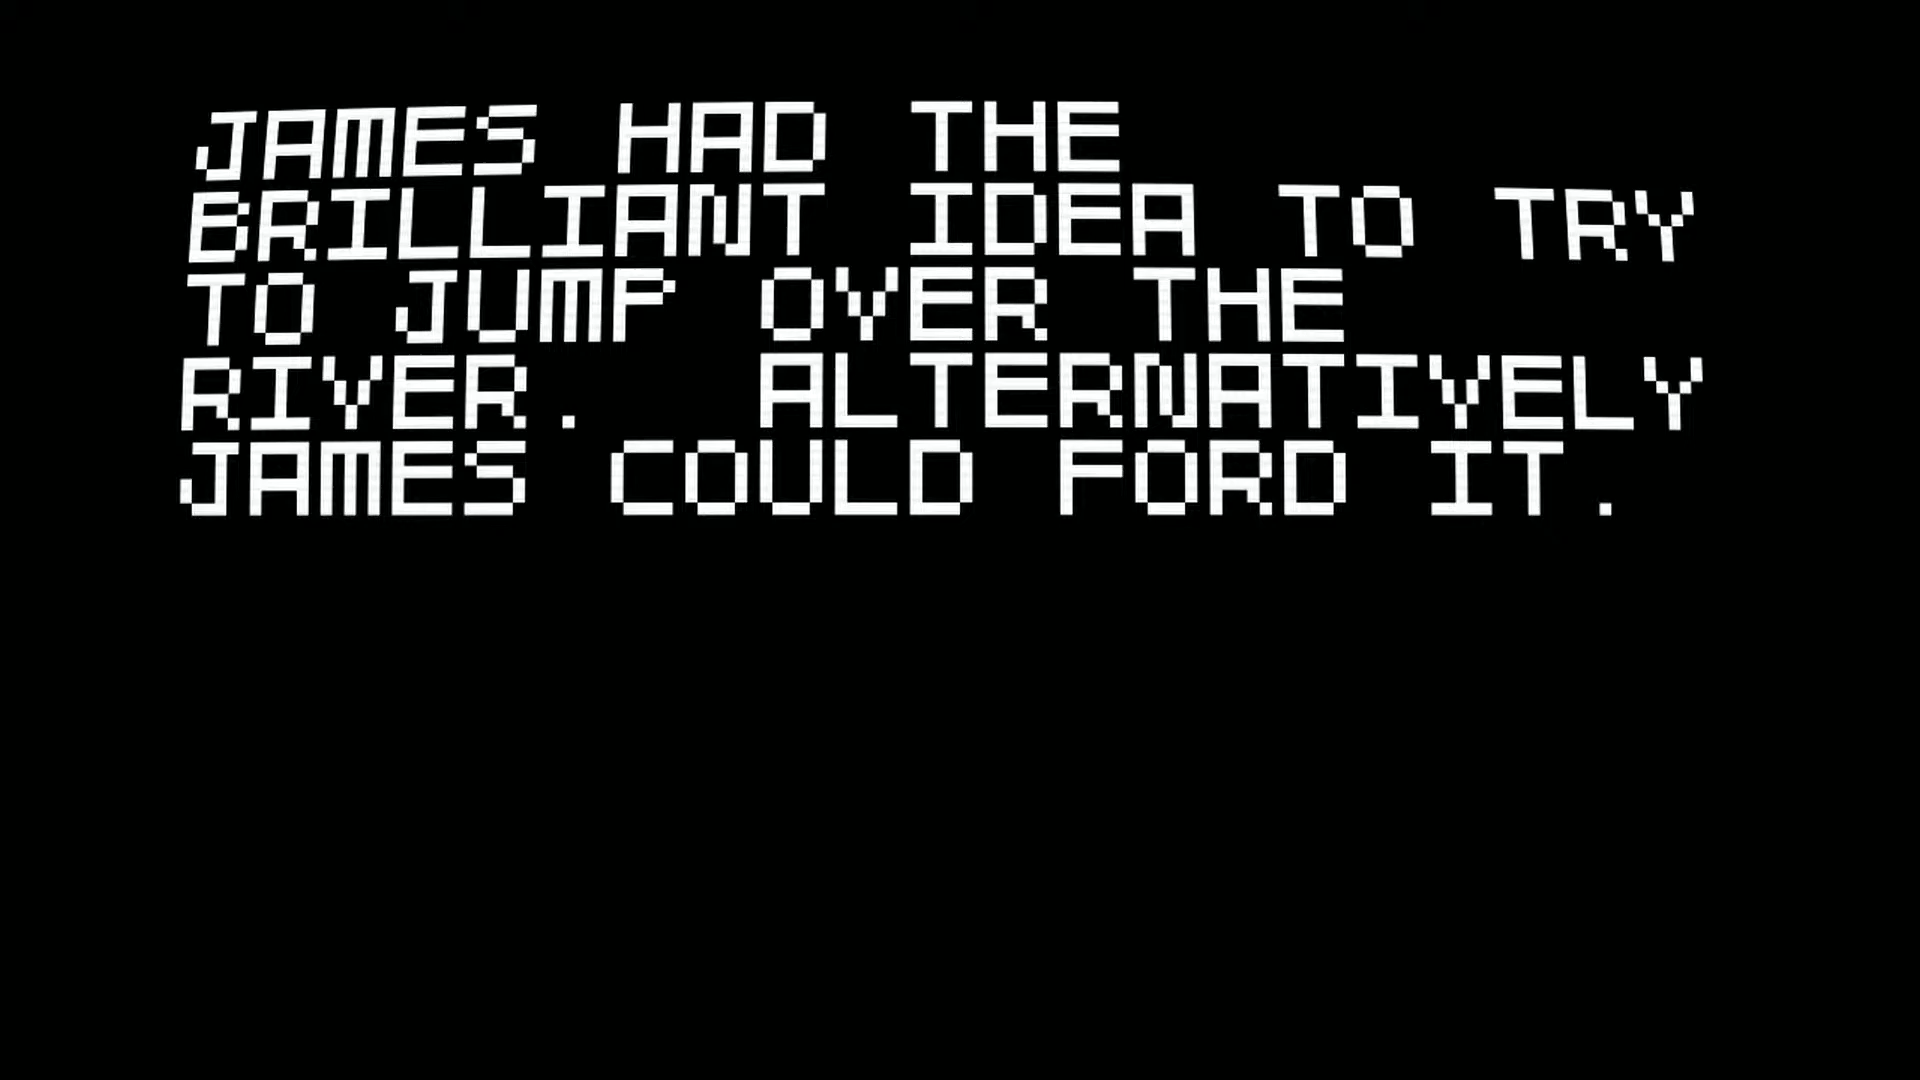 JAMES HAD THE
BRILLIANT IDEA TO TRY
TO JUMP OVER THE
RIVER.  ALTERNATIVELY
JAMES COULD FORD IT.